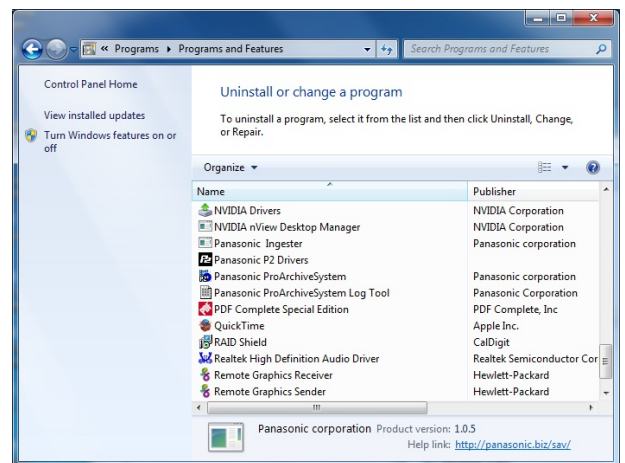 « Programs ▸ Programs and Features
Search Programs and Features
Control Panel Home
View installed updates
Turn Windows features on or
off
Uninstall or change a program
To uninstall a program, select it from the list and then click Uninstall, Change,
or Repair.
Organize
Name Publisher
NVIDIA Drivers NVIDIA Corporation
NVIDIA nView Desktop Manager NVIDIA Corporation
Panasonic Ingester Panasonic corporation
P2 Panasonic P2 Drivers
Panasonic ProArchiveSystem Panasonic corporation
Panasonic ProArchiveSystem Log Tool Panasonic Corporation
PDF Complete Special Edition PDF Complete, Inc
QuickTime Apple Inc.
RAID Shield CalDigit
Realtek High Definition Audio Driver Realtek Semiconductor Cor
Remote Graphics Receiver Hewlett-Packard
Remote Graphics Sender Hewlett-Packard
Panasonic corporation Product version: 1.0.5
Help link: http://panasonic.biz/sav/